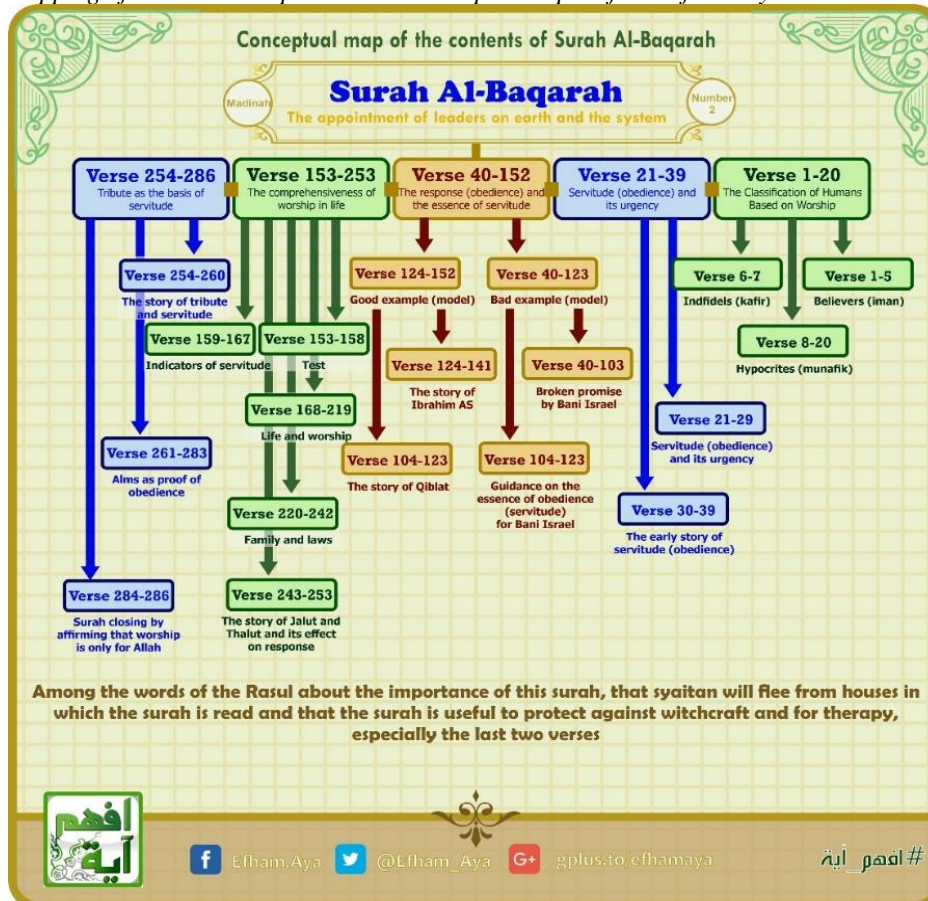 Conceptual map of the contents of Surah Al-Baqarah
Madinah
Surah Al-Baqarah
The appointment of leaders on earth and the system
Number
2
Verse 254-286
Tribute as the basis of
servitude
Verse 153-253
The comprehensiveness of
worship in life
Verse 40-152
The response (obedience) and
the essence of servitude
Verse 21-39
Servitude (obedience) and
its urgency
Verse 1-20
The Classification of Humans
Based on Worship
Verse 254-260
The story of tribute
and servitude
Verse 261-283
Alms as proof of
obedience
Verse 284-286
Surah closing by
affirming that worship
is only for Allah
Verse 159-167
Indicators of servitude
Verse 153-158
Test
Verse 168-219
Life and worship
Verse 220-242
Family and laws
Verse 243-253
The story of Jalut and
Thalut and its effect
on response
Verse 124-152
Good example (model)
Verse 124-141
The story of
Ibrahim AS
Verse 104-123
The story of Qiblat
Verse 40-123
Bad example (model)
Verse 40-103
Broken promise
by Bani Israel
Verse 104-123
Guidance on the
essence of obedience
(servitude)
for Bani Israel
Verse 21-29
Servitude (obedience)
and its urgency
Verse 30-39
The early story of
servitude (obedience)
Verse 6-7
Indfidels (kafir)
Verse 1-5
Believers (iman)
Verse 8-20
Hypocrites (munafik)
Among the words of the Rasul about the importance of this surah, that syaitan will flee from houses in
which the surah is read and that the surah is useful to protect against witchcraft and for therapy,
especially the last two verses
افهم
آية
f Efham.Aya
@Efham_Aya
G+ gplus.to/efhamaya
#افهم_آية